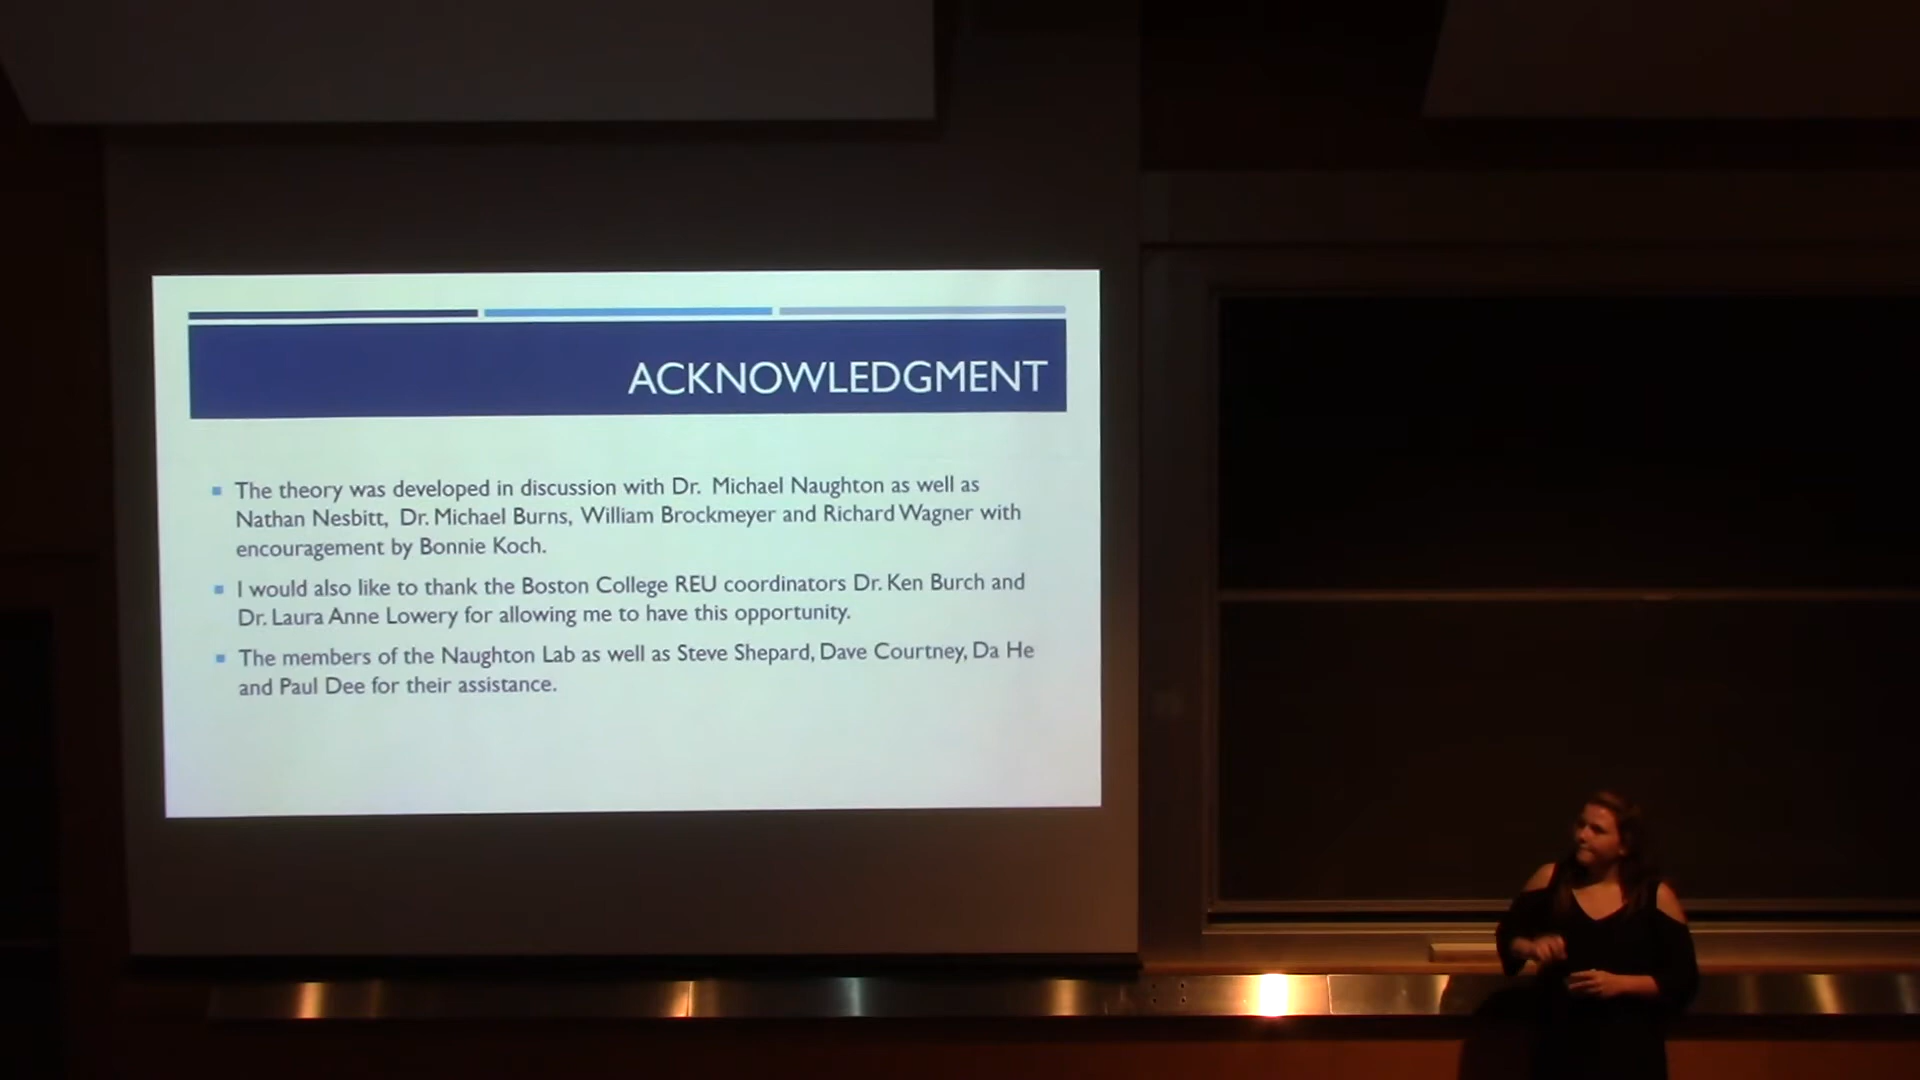 ACKNOWLEDGMENT
The theory was developed in discussion with Dr. Michael Naughton as well as
Nathan Nesbitt, Dr. Michael Burns, William Brockmeyer and Richard Wagner with
encouragement by Bonnie Koch.
I would also like to thank the Boston College REU coordinators Dr. Ken Burch and
Dr. Laura Anne Lowery for allowing me to have this opportunity.
The members of the Naughton Lab as well as Steve Shepard, Dave Courtney, Da He
and Paul Dee for their assistance.